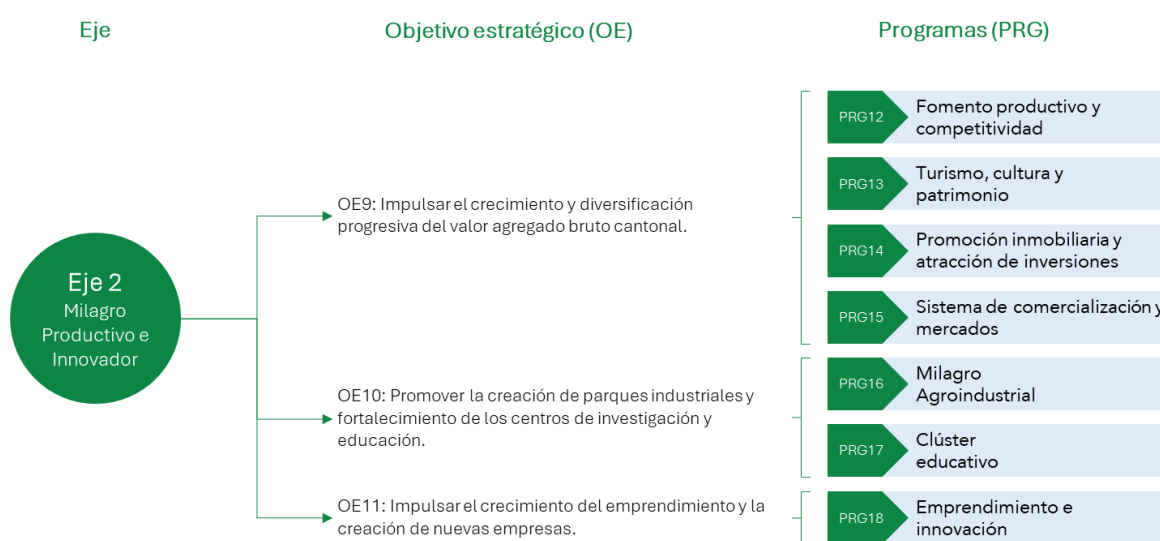 Eje
Objetivo estratégico (OE)
Programas (PRG)
Eje 2
Milagro
Productivo e
Innovador
OE9: Impulsar el crecimiento y diversificación
progresiva del valor agregado bruto cantonal.
PRG12
Fomento productivo y
competitividad
PRG13
Turismo, cultura y
patrimonio
PRG14
Promoción inmobiliaria y
atracción de inversiones
PRG15
Sistema de comercialización y
mercados
OE10: Promover la creación de parques industriales y
fortalecimiento de los centros de investigación y
educación.
PRG16
Milagro
Agroindustrial
PRG17
Clúster
educativo
OE11: Impulsar el crecimiento del emprendimiento y la
creación de nuevas empresas.
PRG18
Emprendimiento e
innovación